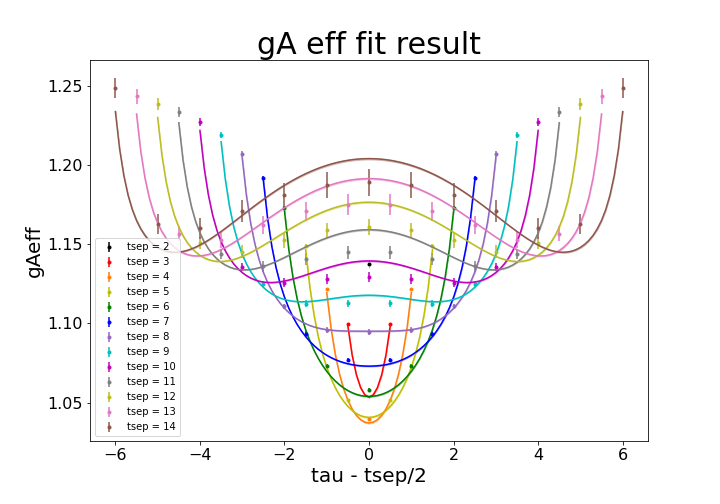 gA eff fit result
gAeff
1.25
1.20
1.15
1.10
1.05
tsep = 2
tsep = 3
tsep = 4
tsep = 5
tsep = 6
tsep = 7
tsep = 8
tsep = 9
tsep = 10
tsep = 11
tsep = 12
tsep = 13
tsep = 14
−6 −4 −2 0 2 4 6
tau - tsep/2